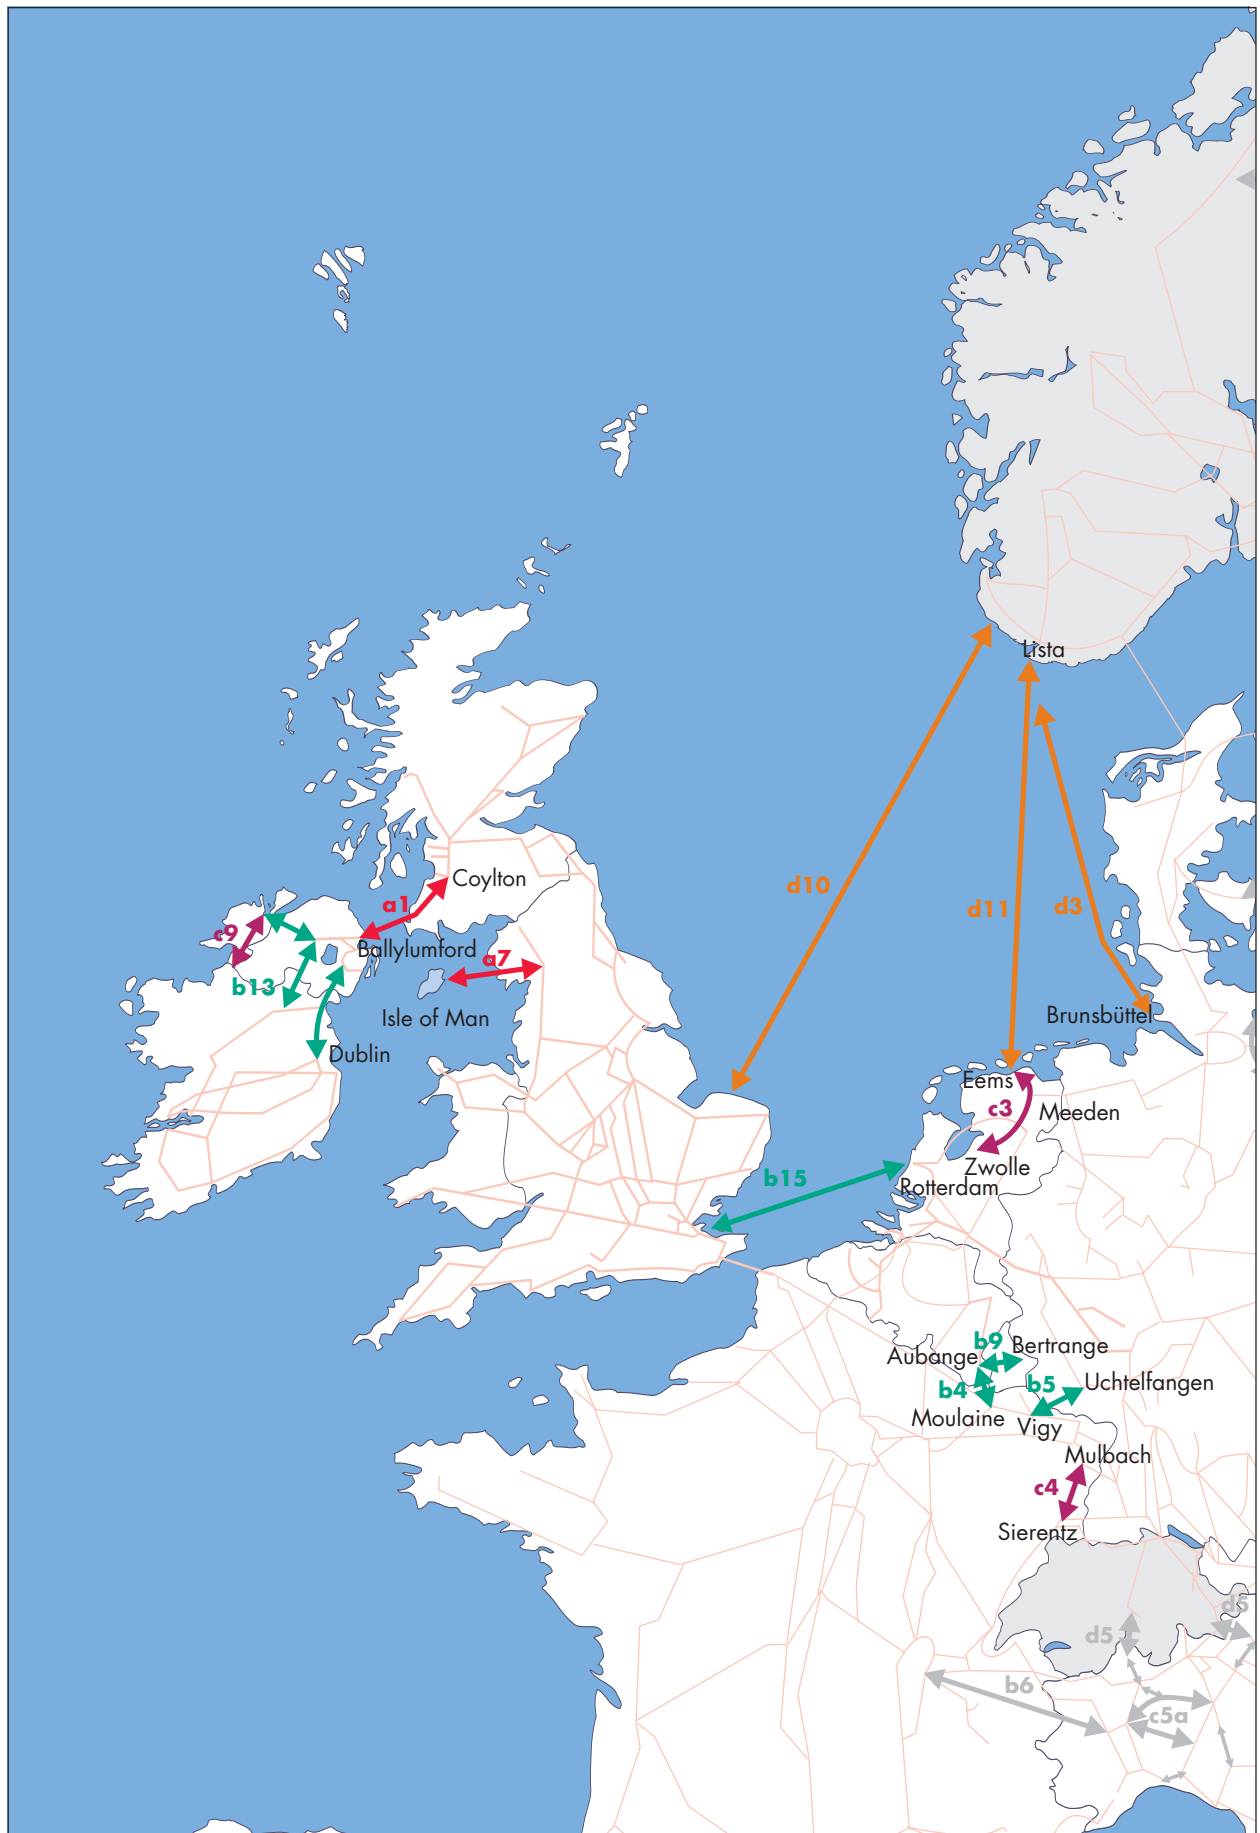 Lista
d10
Coylton
a1
d11
d3
c9
Ballylumford
a7
b13
Isle of Man
Brunsbüttel
Dublin
Eems
c3
Meeden
Zwolle
b15
Rotterdam
b9
Bertrange
Aubange
b4
b5
Uchtelfangen
Moulaine
Vigy
Mulbach
c4
Sierentz
d5
d5
b6
c5a